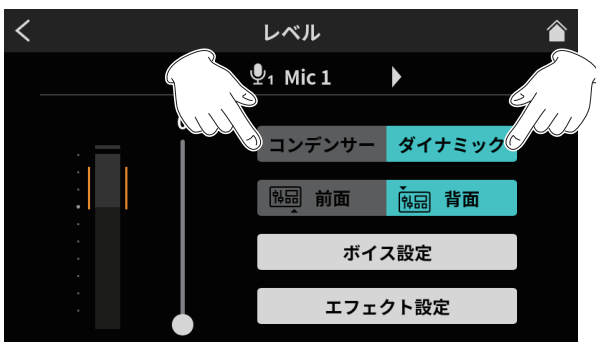 レベル
1 Mic 1
コンデンサー ダイナミック
前面 背面
ボイス設定
エフェクト設定